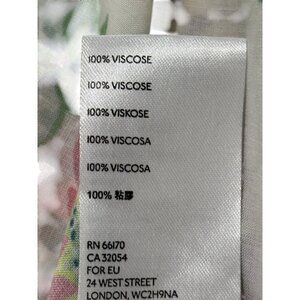 100% VISCOSE
100% VISCOSE
100% VISKOSE
100% VISCOSA
100% VISCOSA
100% 粘膠
RN 66170
CA 32054
FOR EU
24 WEST STREET
LONDON, WC2H9NA